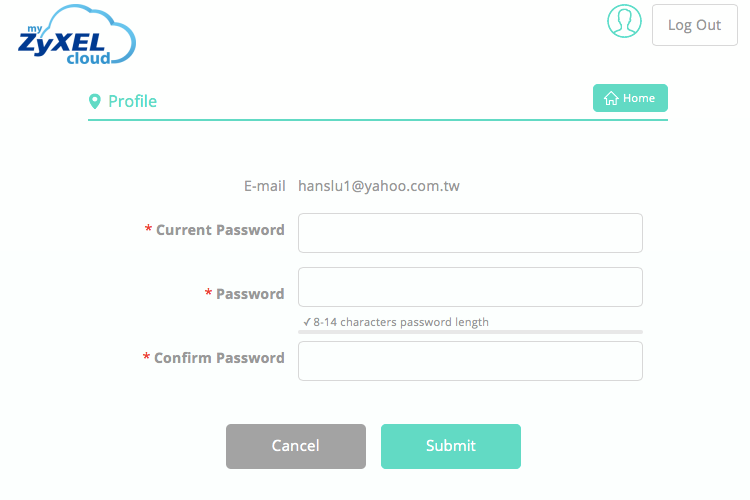 my
ZyXEL
cloud
Log Out
Profile
Home
E-mail hanslu1@yahoo.com.tw
* Current Password
* Password
✓ 8-14 characters password length
* Confirm Password
Cancel
Submit